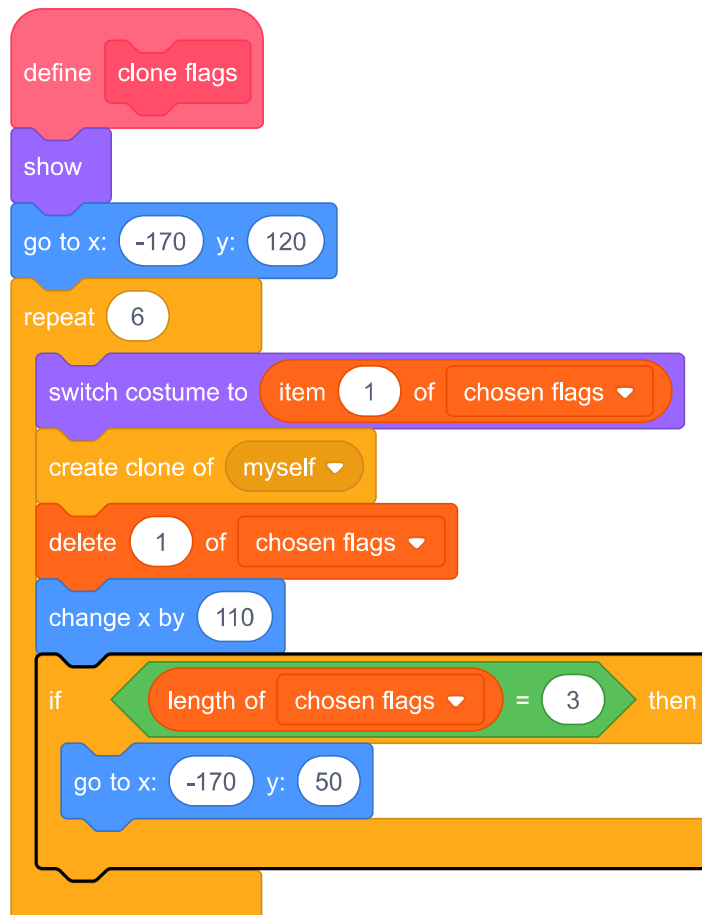 define clone flags
show
go to x: -170 y: 120
repeat 6
switch costume to item 1 of chosen flags
create clone of myself
delete 1 of chosen flags
change x by 110
if length of chosen flags = 3 then
go to x: -170 y: 50